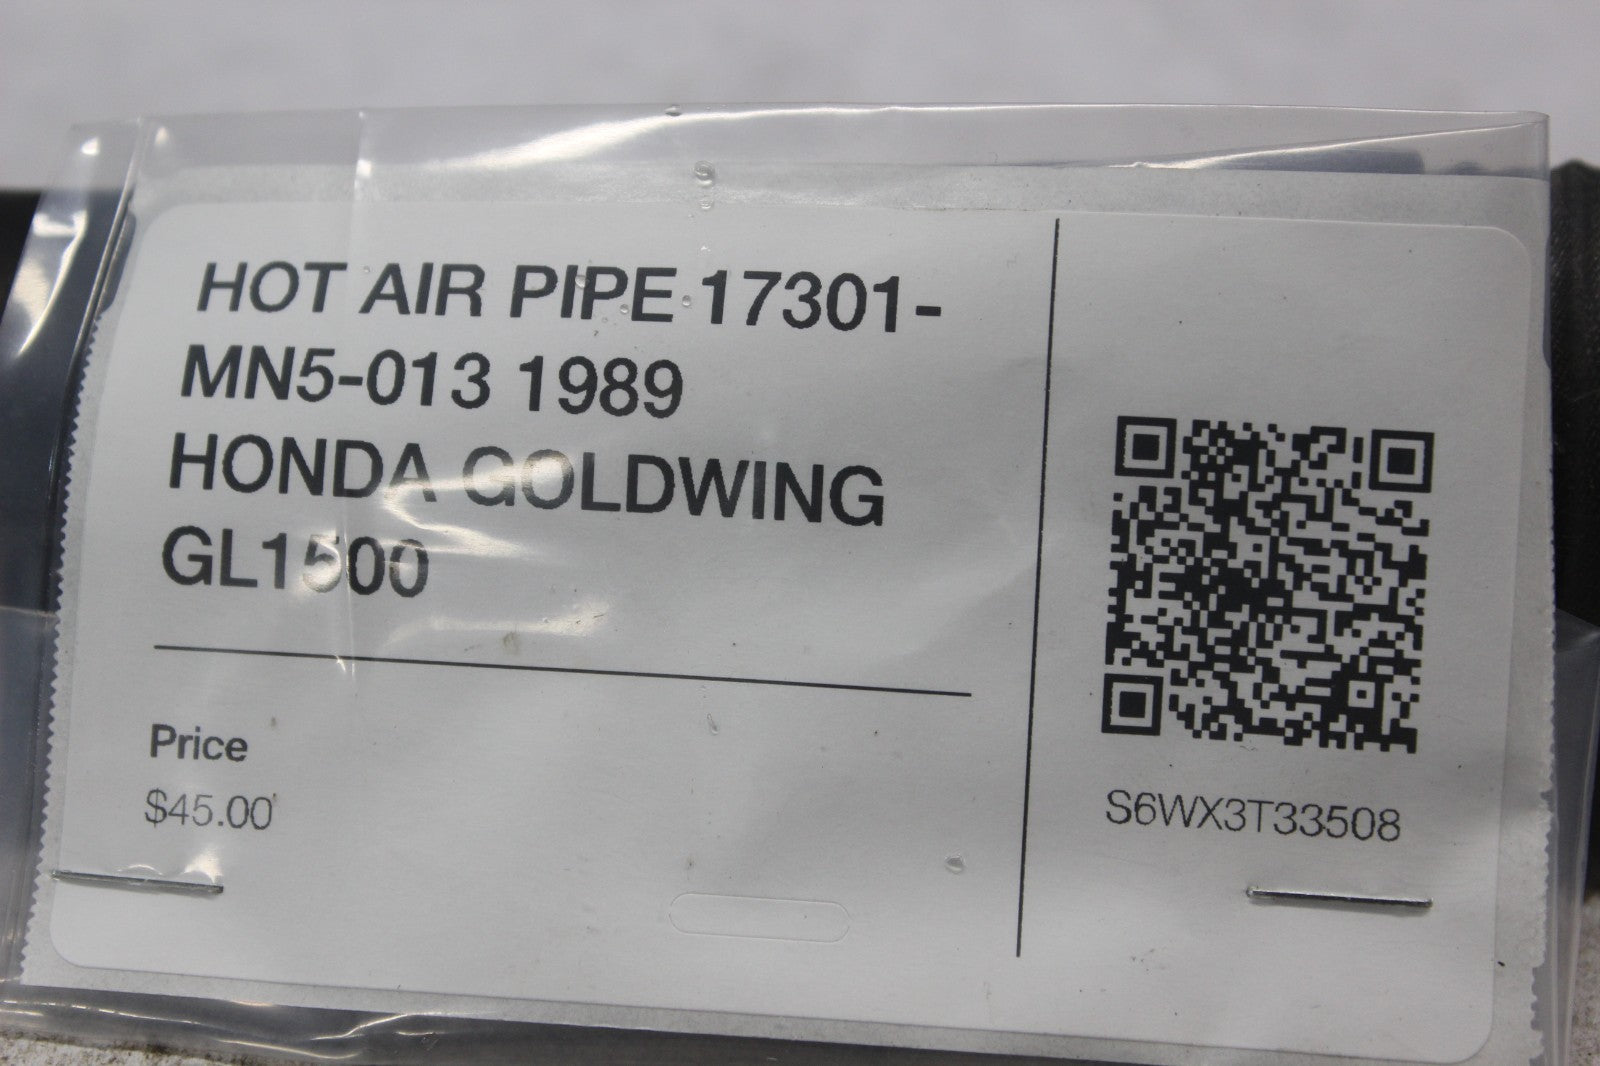 HOT AIR PIPE 17301-
MN5-013 1989
HONDA GOLDWING
GL1500
Price
$45.00
S6WX3T33508